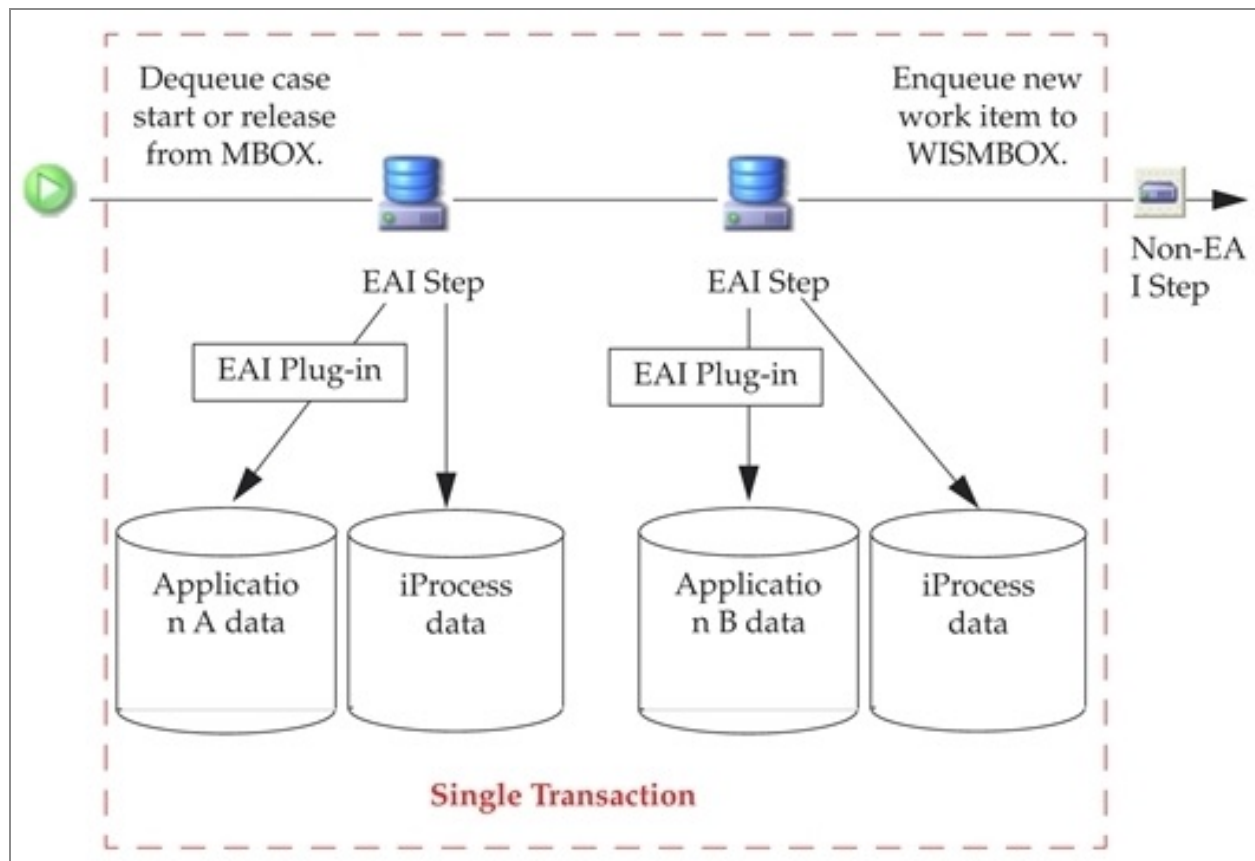 Dequeue case
start or release
from MBOX.
Enqueue new
work item to
WISMBOX.
Non-EA
I Step
EAI Step
EAI Step
EAI Plug-in
EAI Plug-in
Applicatio
n A data
iProcess
data
Applicatio
n B data
iProcess
data
Single Transaction